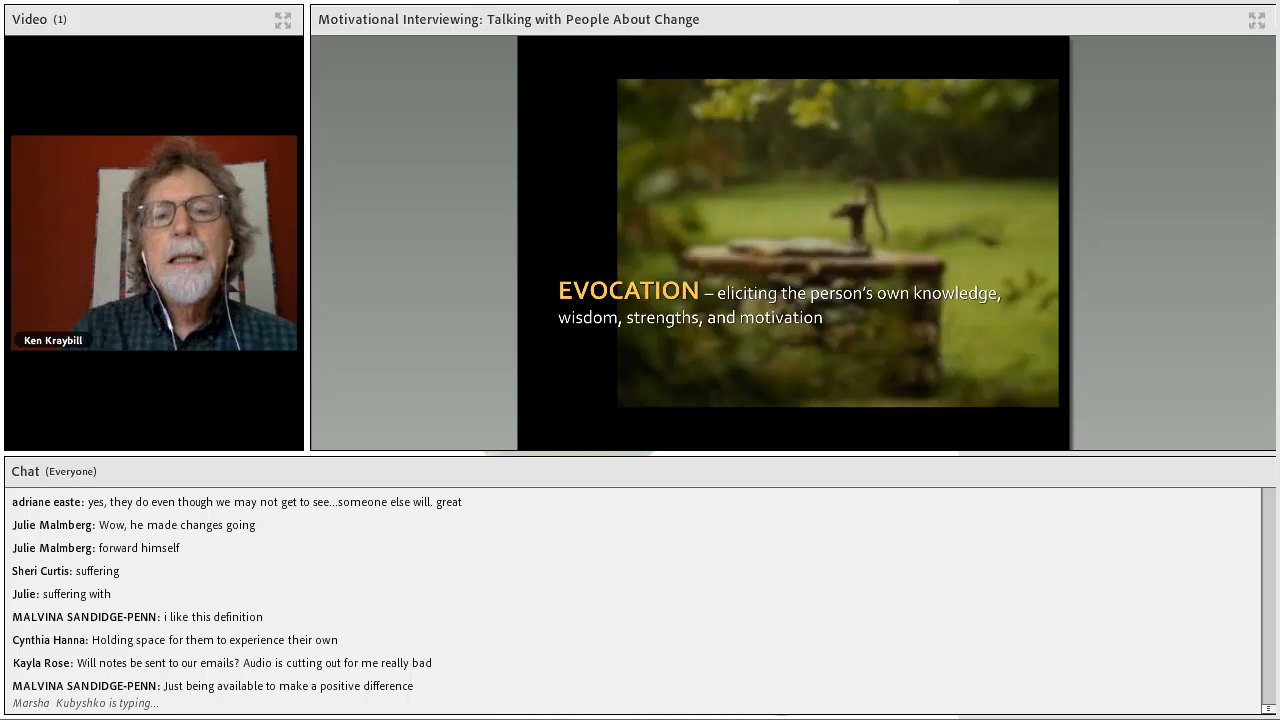 Video (1)
Motivational Interviewing: Talking with People About Change
Ken Kraybill
EVOCATION – eliciting the person's own knowledge,
wisdom, strengths, and motivation
Chat (Everyone)
adriane easte: yes, they do even though we may not get to see...someone else will. great
Julie Malmberg: Wow, he made changes going
Julie Malmberg: forward himself
Sheri Curtis: suffering
Julie: suffering with
MALVINA SANDIDGE-PENN: i like this definition
Cynthia Hanna: Holding space for them to experience their own
Kayla Rose: Will notes be sent to our emails? Audio is cutting out for me really bad
MALVINA SANDIDGE-PENN: Just being available to make a positive difference
Marsha Kubyshko is typing...